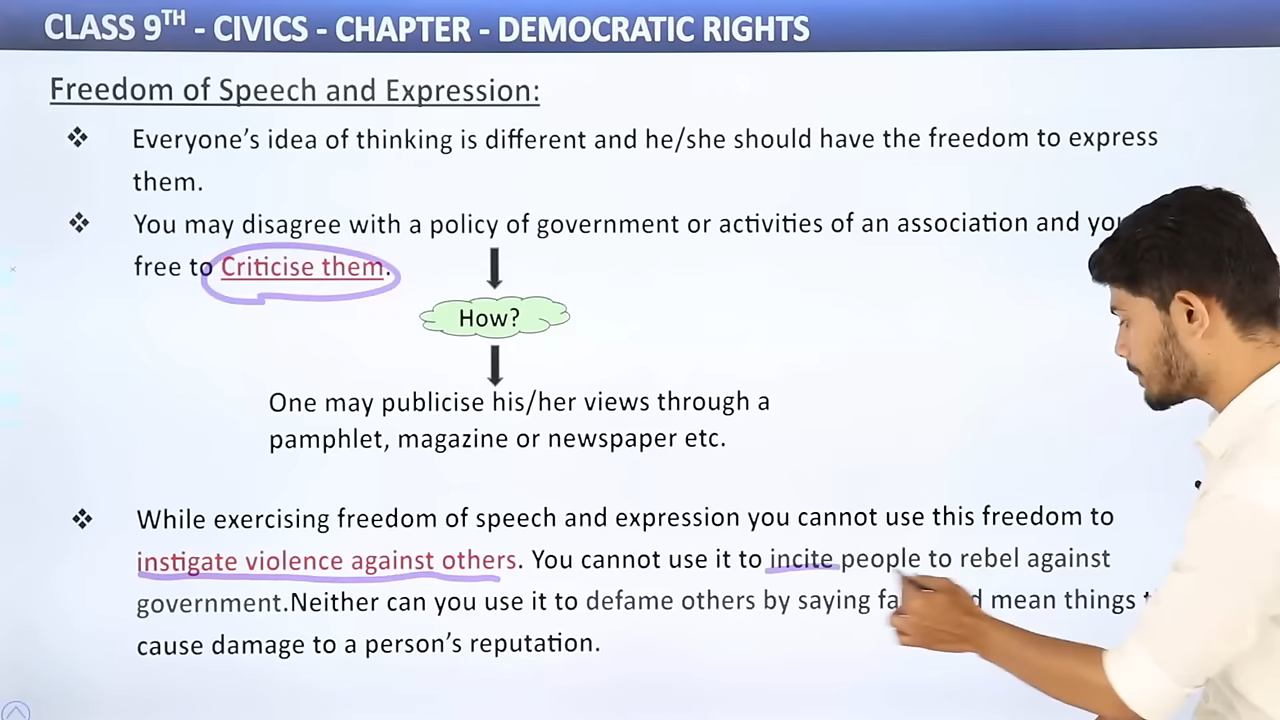 CLASS 9TH - CIVICS - CHAPTER - DEMOCRATIC RIGHTS
Freedom of Speech and Expression:
❖ Everyone's idea of thinking is different and he/she should have the freedom to express
them.
❖ You may disagree with a policy of government or activities of an association and
free to Criticise them.
How?
One may publicise his/her views through a
pamphlet, magazine or newspaper etc.
❖ While exercising freedom of speech and expression you cannot use this freedom to
instigate violence against others. You cannot use it to incite people to rebel against
government.Neither can you use it to defame others by saying mean things
cause damage to a person's reputation.